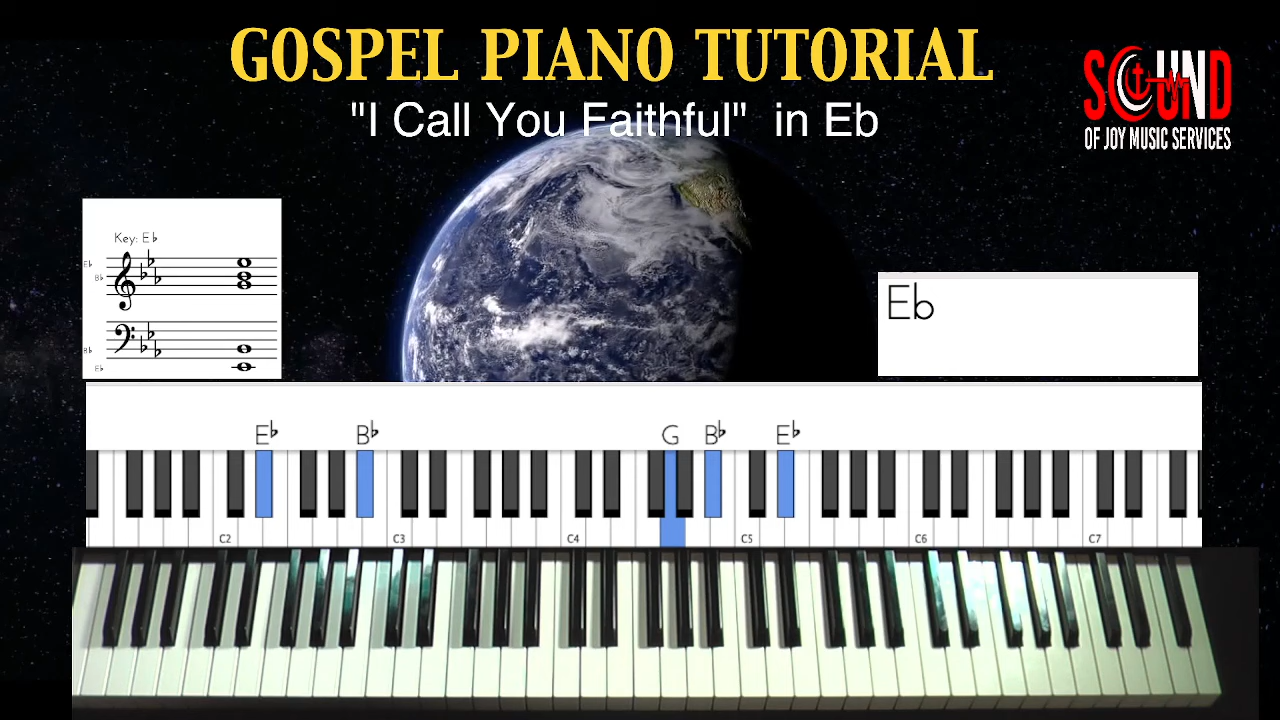 GOSPEL PIANO TUTORIAL
"I Call You Faithful" in Eb
SOUND
OF JOY MUSIC SERVICES
Key: E♭
E♭
B♭
B♭
E♭
Eb
E♭ B♭ G B♭ E♭
C2 C3 C4 C5 C6 C7